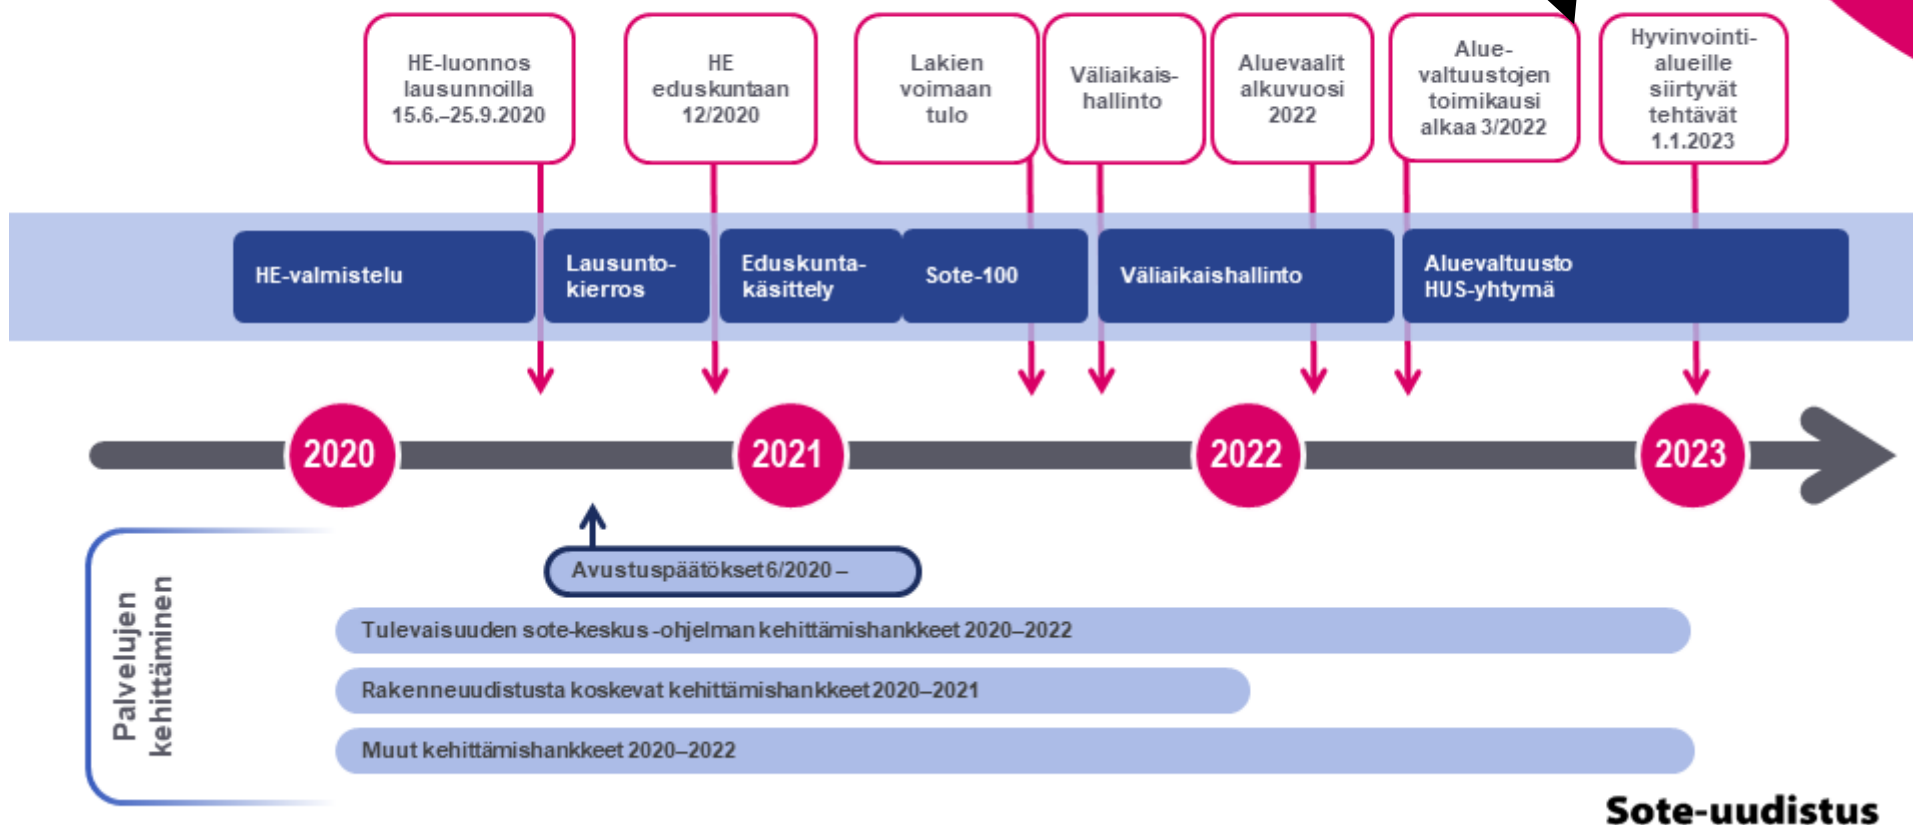 HE-luonnos
lausunnoilla
15.6.–25.9.2020
HE
eduskuntaan
12/2020
Lakien
voimaan
tulo
Väliaikais-
hallinto
Aluevaalit
alkuvuosi
2022
Alue-
valtuustojen
toimikausi
alkaa 3/2022
Hyvinvointi-
alueille
siirtyvät
tehtävät
1.1.2023
HE-valmistelu
Lausunto-
kierros
Eduskunta-
käsittely
Sote-100
Väliaikaishallinto
Aluevaltuusto
HUS-yhtymä
2020
2021
2022
2023
Palvelujen
kehittäminen
Avustuspäätökset 6/2020 –
Tulevaisuuden sote-keskus -ohjelman kehittämishankkeet 2020–2022
Rakenneuudistusta koskevat kehittämishankkeet 2020–2021
Muut kehittämishankkeet 2020–2022
Sote-uudistus